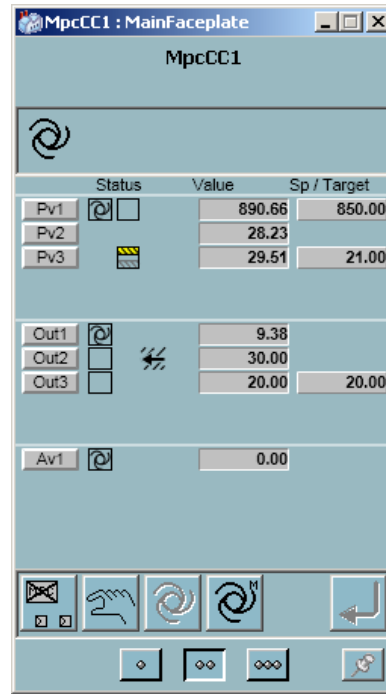 MpcCC1 : MainFaceplate
MpcCC1
Status Value Sp / Target
Pv1 890.66 850.00
Pv2 28.23
Pv3 29.51 21.00
Out1 9.38
Out2 30.00
Out3 20.00 20.00
Av1 0.00
MPC M